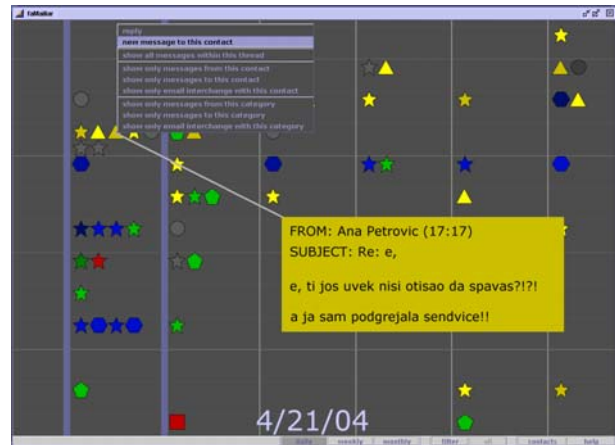 faMailiar
reply
new message to this contact
show all messages within this thread
show only messages from this contact
show only messages to this contact
show only email interchange with this contact
show only messages from this category
show only messages to this category
show only email interchange with this category
FROM: Ana Petrovic (17:17)
SUBJECT: Re: e,
e, ti jos uvek nisi otisao da spavas?!?!
a ja sam podgrejala sendvice!!
4/21/04
daily weekly monthly filter all contacts help